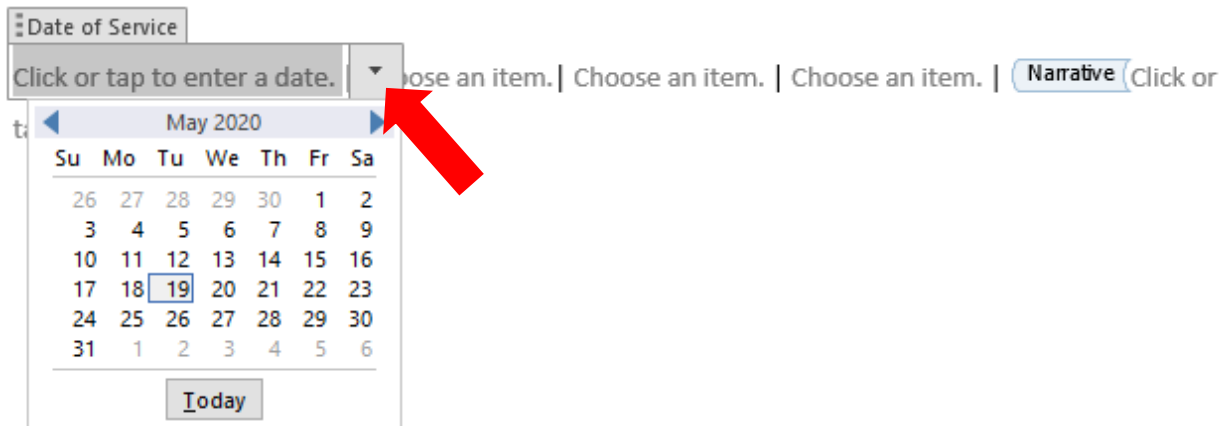 Date of Service
Click or tap to enter a date. | oose an item. | Choose an item. | Choose an item. | Narrative Click or
May 2020
Su Mo Tu We Th Fr Sa
26 27 28 29 30 1 2
3 4 5 6 7 8 9
10 11 12 13 14 15 16
17 18 19 20 21 22 23
24 25 26 27 28 29 30
31 1 2 3 4 5 6
Today